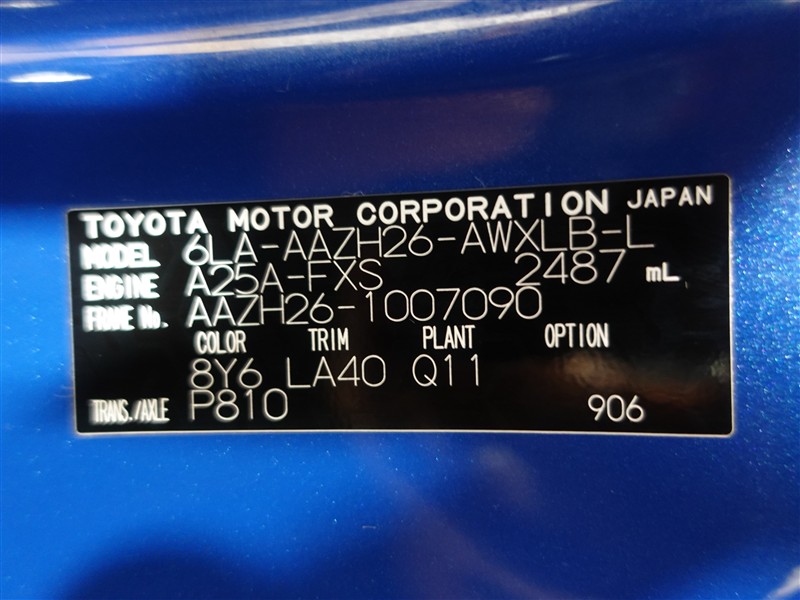 TOYOTA MOTOR CORPORATION JAPAN
MODEL 6LA-AAZH26-AWXLB-L
ENGINE A25A-FXS 2487 mL
FRAME No. AAZH26-1007090
COLOR TRIM PLANT OPTION
8Y6 LA40 Q11
TRANS./AXLE P810 906